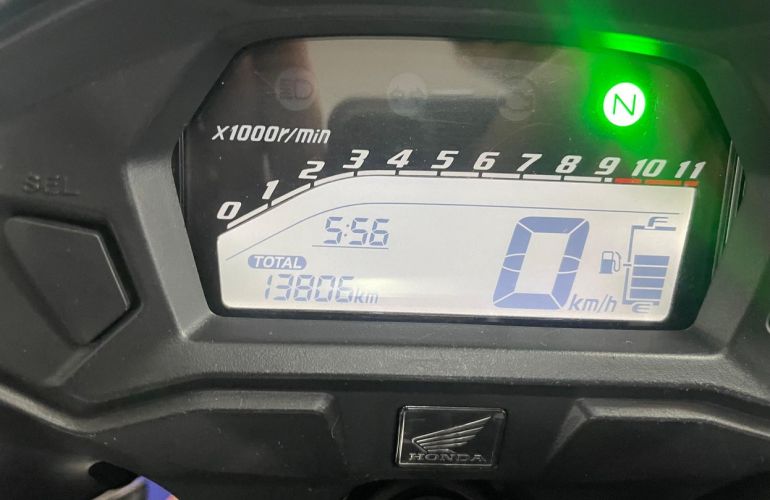 N
x1000r/min
0 1 2 3 4 5 6 7 8 9 10 11
SEL
5:56
F
TOTAL
13806km
0 km/h
E
HONDA